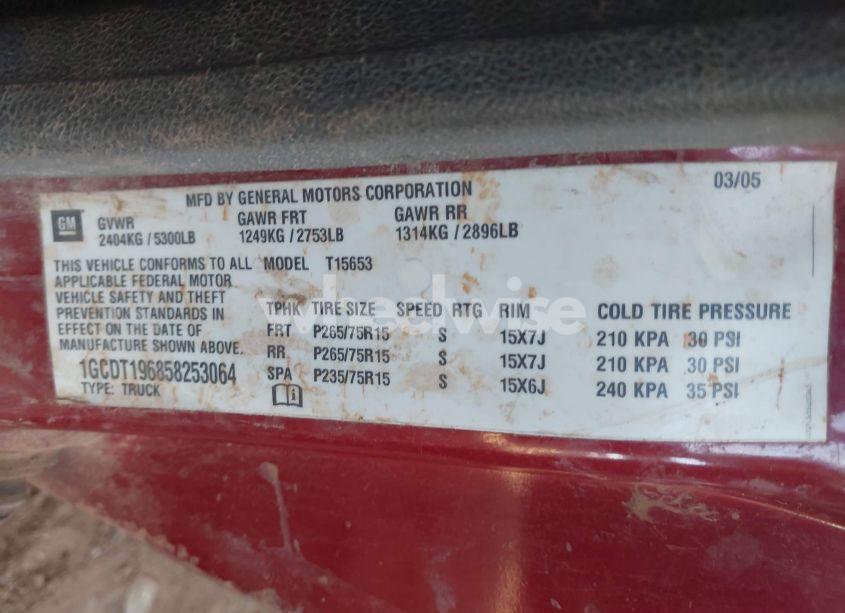 MFD BY GENERAL MOTORS CORPORATION 03/05
GM
GVWR GAWR FRT GAWR RR
2404KG / 5300LB 1249KG / 2753LB 1314KG / 2896LB
THIS VEHICLE CONFORMS TO ALL
APPLICABLE FEDERAL MOTOR
VEHICLE SAFETY AND THEFT
PREVENTION STANDARDS IN
EFFECT ON THE DATE OF
MANUFACTURE SHOWN ABOVE.
1GCDT196858253064
TYPE: TRUCK
MODEL T15653
TPHK TIRE SIZE SPEED RTG RIM COLD TIRE PRESSURE
FRT P265/75R15 S 15X7J 210 KPA 30 PSI
RR P265/75R15 S 15X7J 210 KPA 30 PSI
SPA P235/75R15 S 15X6J 240 KPA 35 PSI
wheelwise